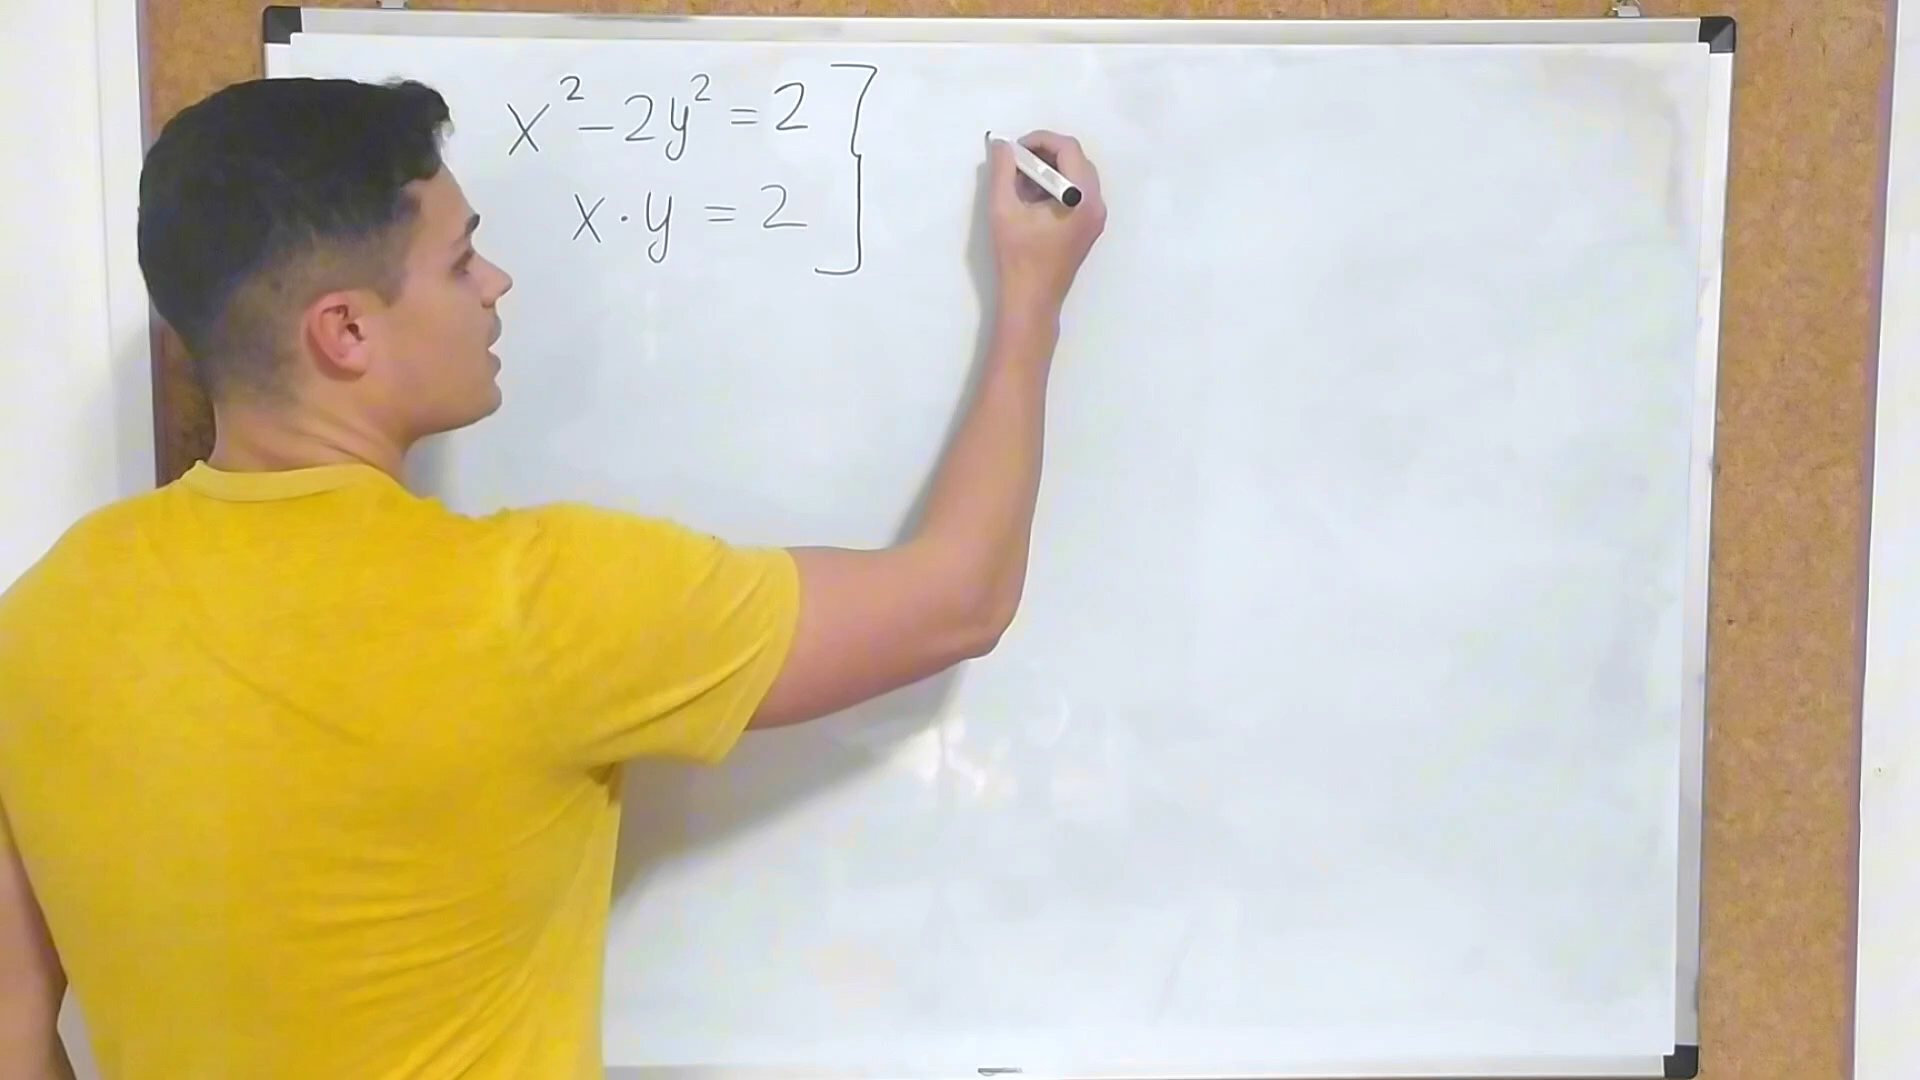 x² - 2y² = 2
x · y = 2